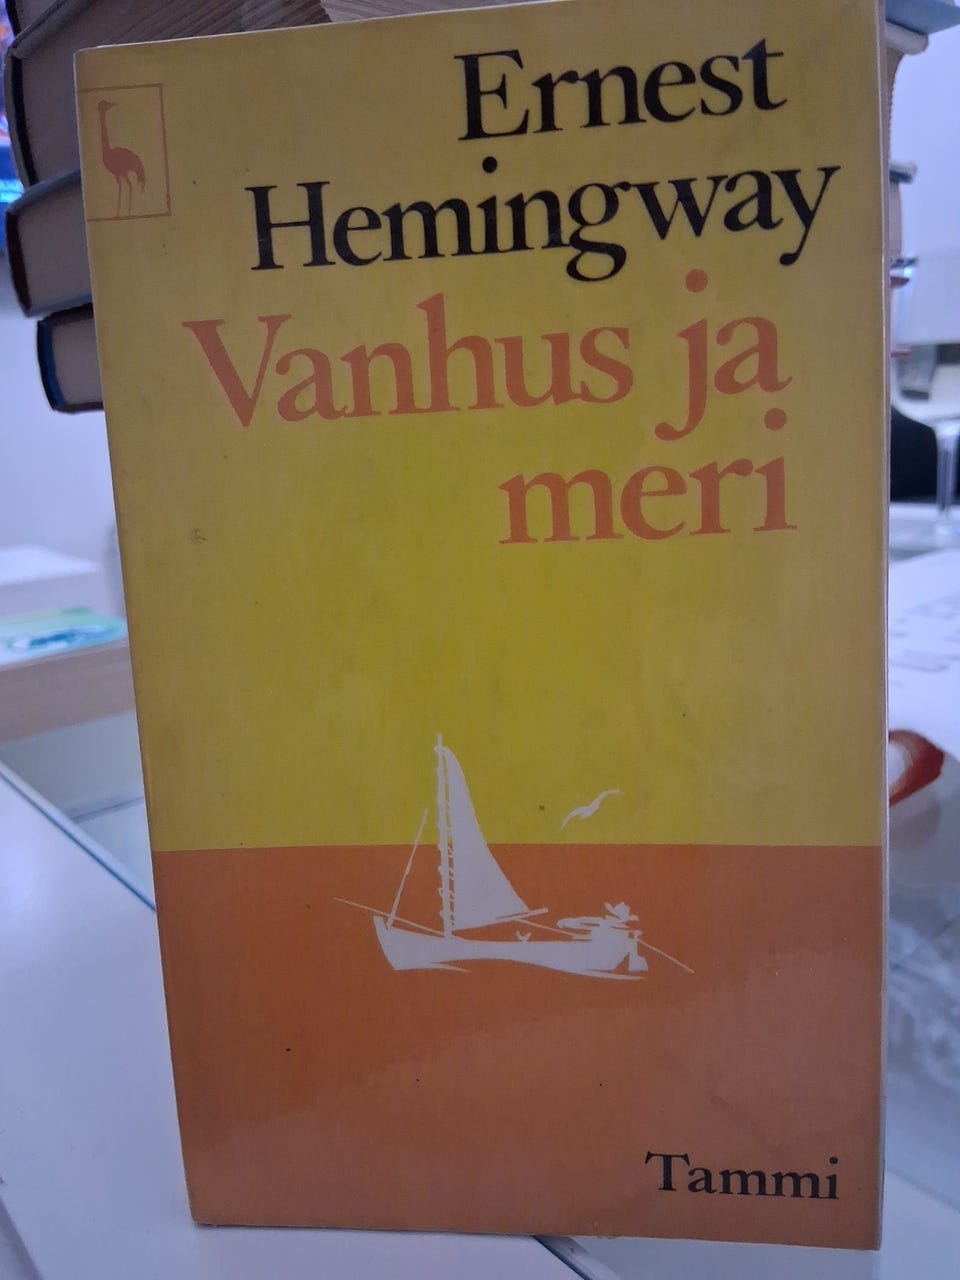 Ernest
Hemingway
Vanhus ja
meri
Tammi